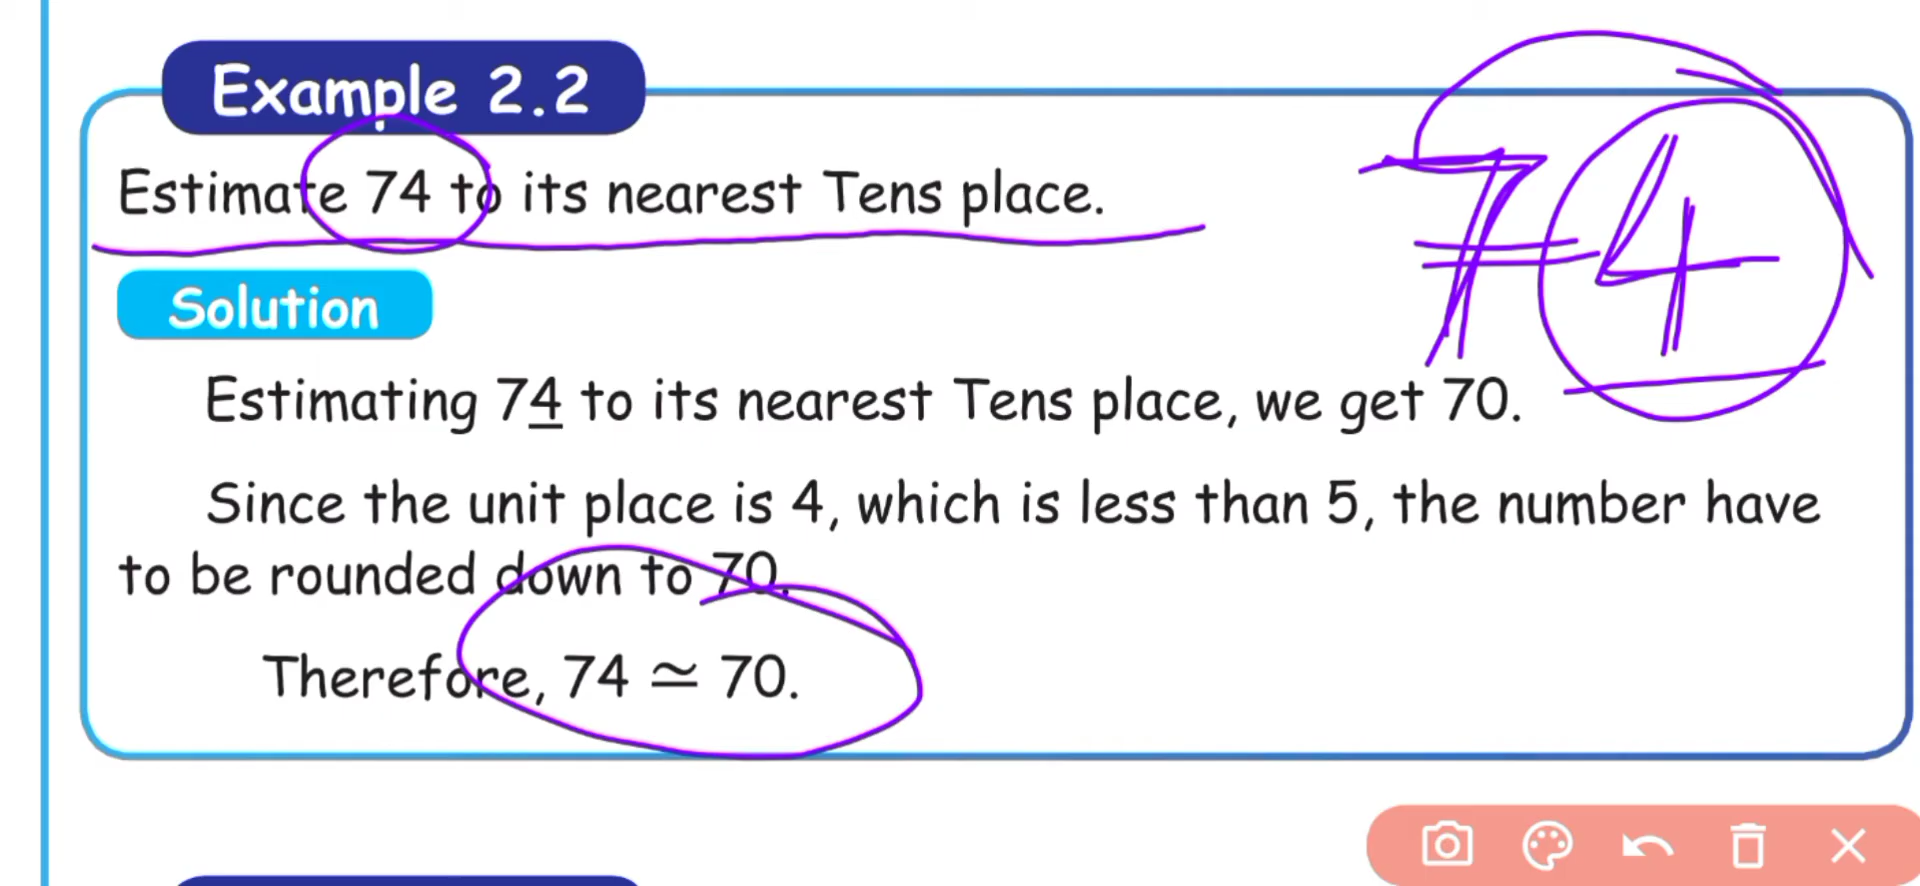 Example 2.2
Estimate 74 to its nearest Tens place.
74
Solution
Estimating 74 to its nearest Tens place, we get 70.
Since the unit place is 4, which is less than 5, the number have
to be rounded down to 70.
Therefore, 74 ≃ 70.